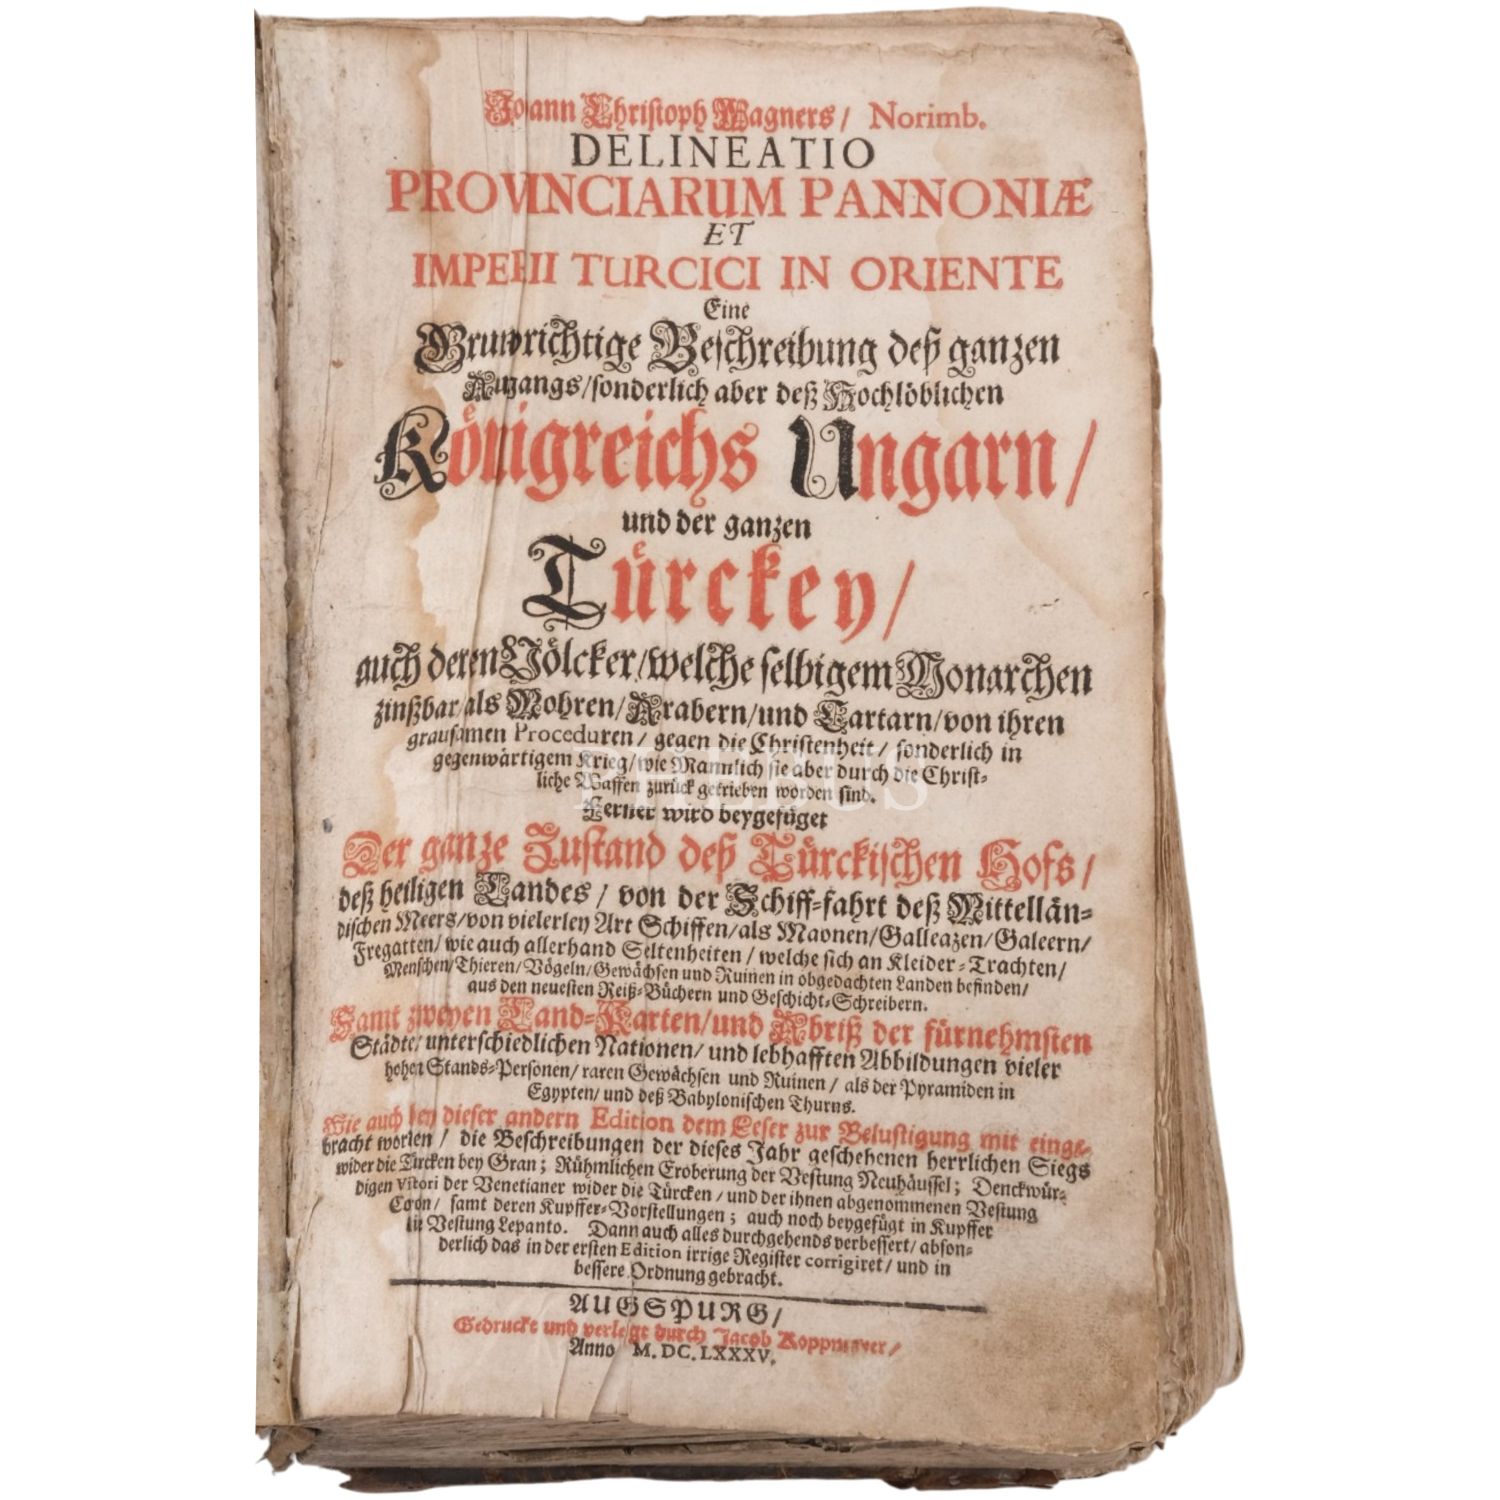 Joann Christoph Wagners/ Norimb.
DELINEATIO
PROVINCIARUM PANNONIÆ
ET
IMPERII TURCICI IN ORIENTE
Eine
Grundrichtige Beschreibung deß ganzen
Aufgangs/sonderlich aber deß Hochlöblichen
Königreichs Ungarn/
und der ganzen
Türckey/
auch deren Völcker/welche selbigem Monarchen
zinßbar/als Mohren/Arabern/und Tartarn/von ihren
grausamen Proceduren/ gegen die Christenheit/ sonderlich in
gegenwärtigem Krieg/wie Mannlich sie aber durch die Christ-
liche Waffen zurück getrieben worden sind.
PHEBUS
Ferner wird beygefüget
Der ganze Zustand deß Türckischen Hofs/
deß heiligen Landes/ von der Schiff-fahrt deß Mittellän-
dischen Meers/von vielerley Art Schiffen/als Maonen/Galleazen/Galeern/
Fregatten/ wie auch allerhand Seltenheiten/ welche sich an Kleider-Trachten/
Menschen/Thieren/Vögeln/Gewächsen und Ruinen in obgedachten Landen befinden/
aus den neuesten Reiß-Büchern und Geschicht-Schreibern.
Samt zweyen Land-Karten/und Abriß der fürnehmsten
Städte/ unterschiedlichen Nationen/ und lebhafften Abbildungen vieler
hohen Stands-Personen/ raren Gewächsen und Ruinen/ als der Pyramiden in
Egypten/ und deß Babylonischen Thurns.
Wie auch bey dieser andern Edition dem Leser zur Belustigung mit einge-
bracht worden/ die Beschreibungen der dieses Jahr geschehenen herrlichen Siegs
wider die Türcken bey Gran; Rühmlichen Eroberung der Vestung Neuhäussel; Denckwür-
digen Vitori der Venetianer wider die Türcken/ und der ihnen abgenommenen Vestung
Coron/ samt deren Kupffer-Vorstellungen; auch noch beygefügt in Kupffer
die Vestung Lepanto. Dann auch alles durchgehends verbessert/ abson-
derlich das in der ersten Edition irrige Register corrigiret/ und in
bessere Ordnung gebracht.
AUGSPURG/
Gedruckt und verlegt durch Jacob Koppmayer/
Anno M.DC.LXXXV.